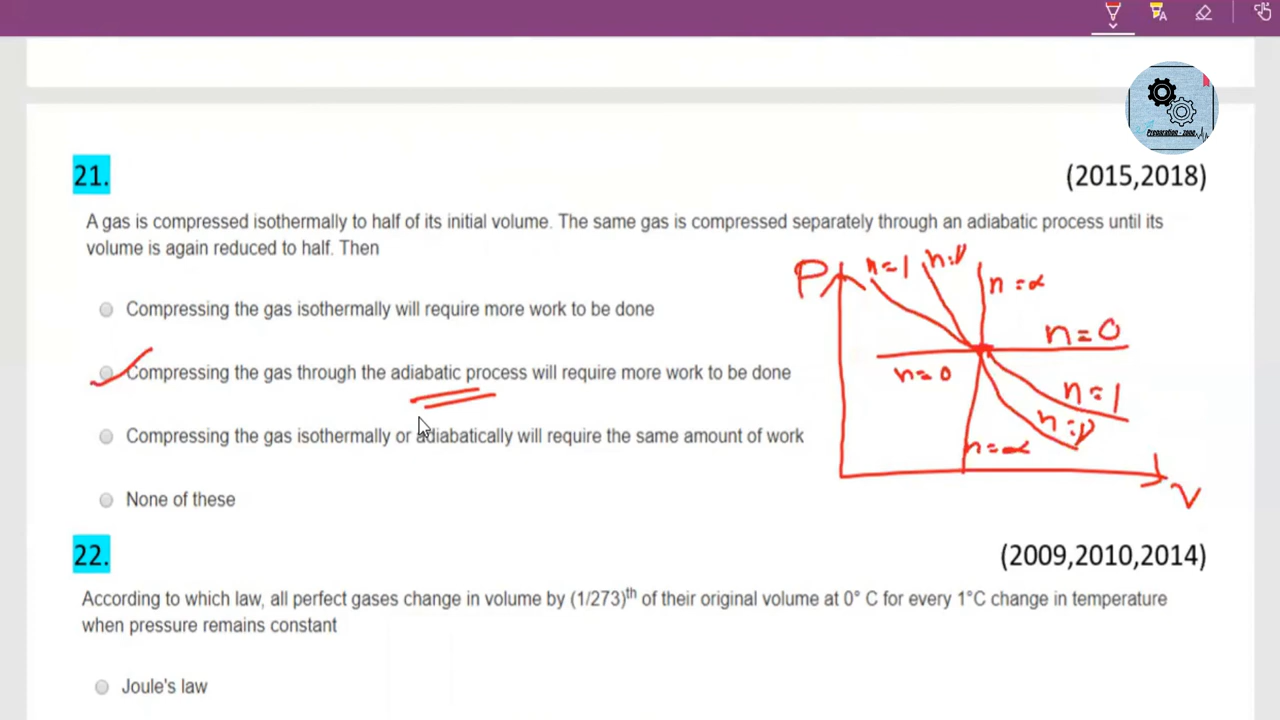 Preparation - zone
21.
(2015,2018)
A gas is compressed isothermally to half of its initial volume. The same gas is compressed separately through an adiabatic process until its
volume is again reduced to half. Then
P
n=1
n=γ
n=α
Compressing the gas isothermally will require more work to be done
n=0
Compressing the gas through the adiabatic process will require more work to be done
n=0
n=1
n=γ
Compressing the gas isothermally or adiabatically will require the same amount of work
n=α
None of these
V
22.
(2009,2010,2014)
According to which law, all perfect gases change in volume by (1/273)th of their original volume at 0° C for every 1°C change in temperature
when pressure remains constant
Joule's law